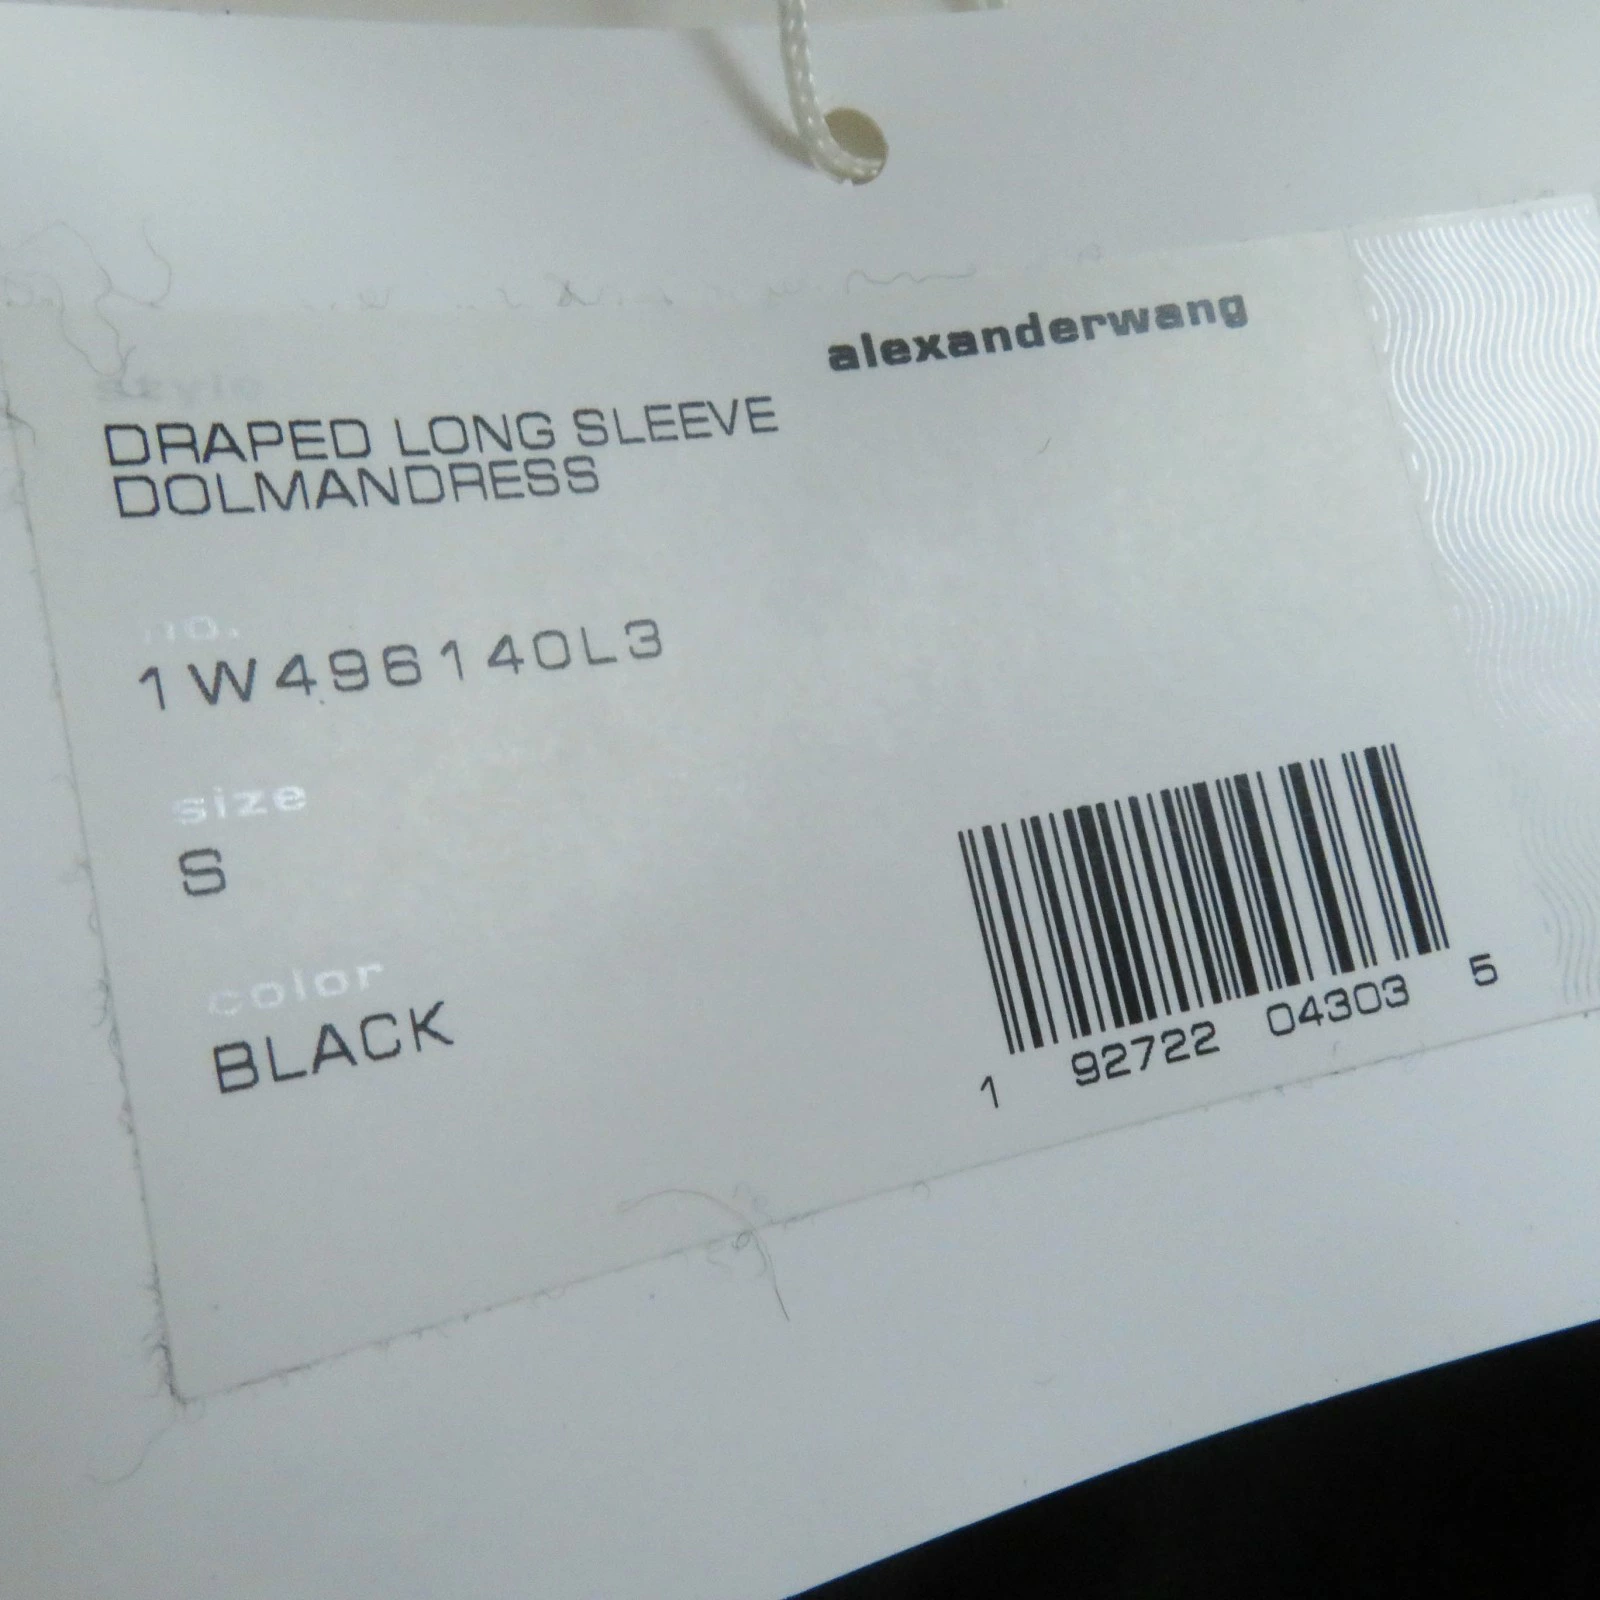 alexanderwang
style
DRAPED LONG SLEEVE
DOLMANDRESS
no.
1W496140L3
size
S
color
BLACK
1 92722 04303 5